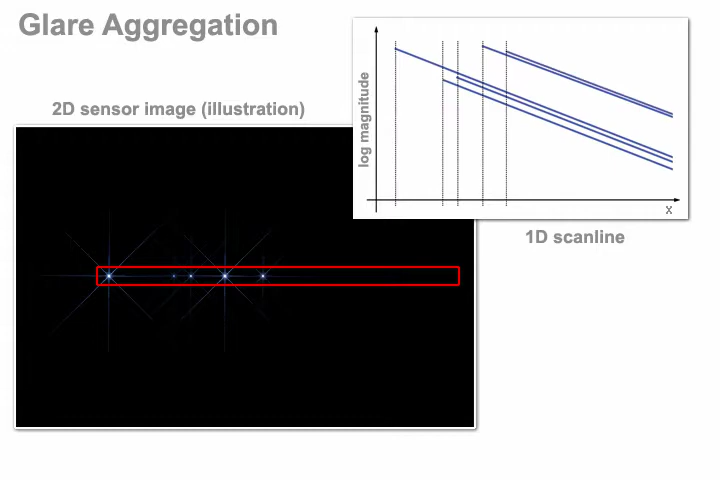 Glare Aggregation
2D sensor image (illustration)
log magnitude
x
1D scanline